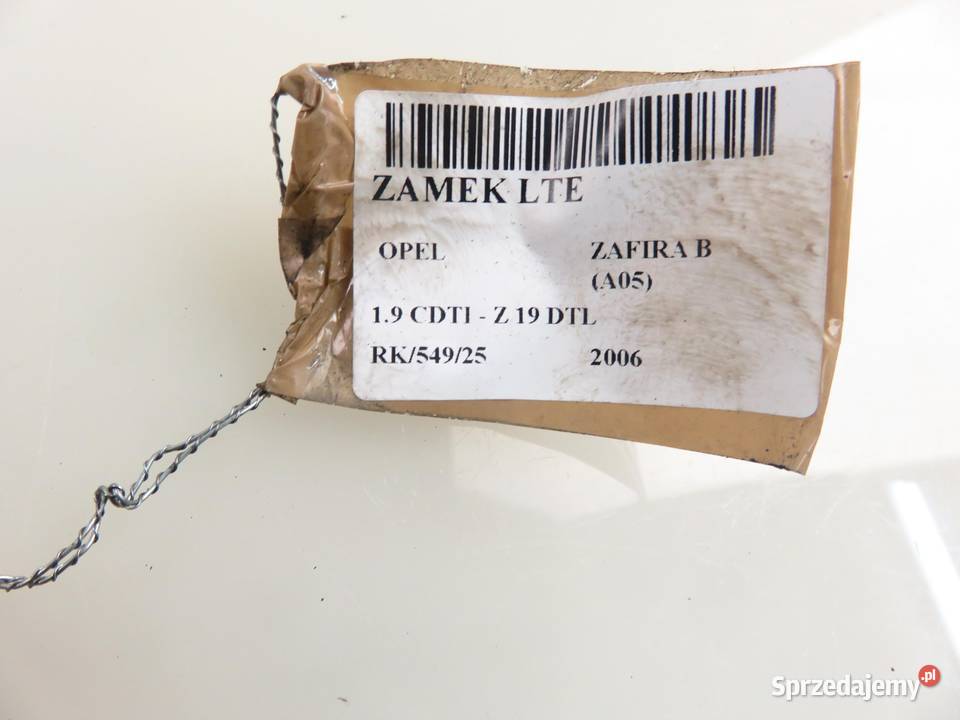 ZAMEK LTE
OPEL ZAFIRA B
(A05)
1.9 CDTI - Z 19 DTL
RK/549/25 2006
Sprzedajemy.pl